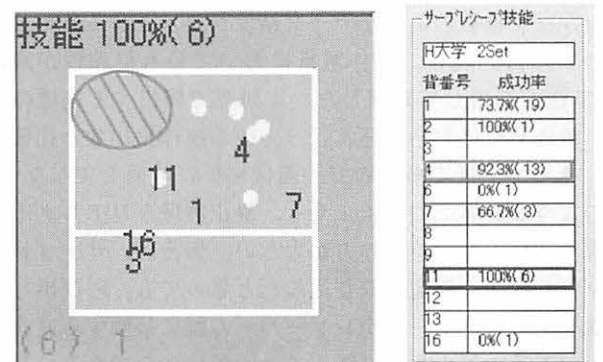 技能 100%( 6)
4
11
1
7
16
3
(6) 1
サーブレシーブ技能
H大学 2Set
背番号 成功率
1 73.7%( 19)
2 100%( 1)
3
4 92.3%( 13)
6 0%( 1)
7 66.7%( 3)
8
9
11 100%( 6)
12
13
16 0%( 1)